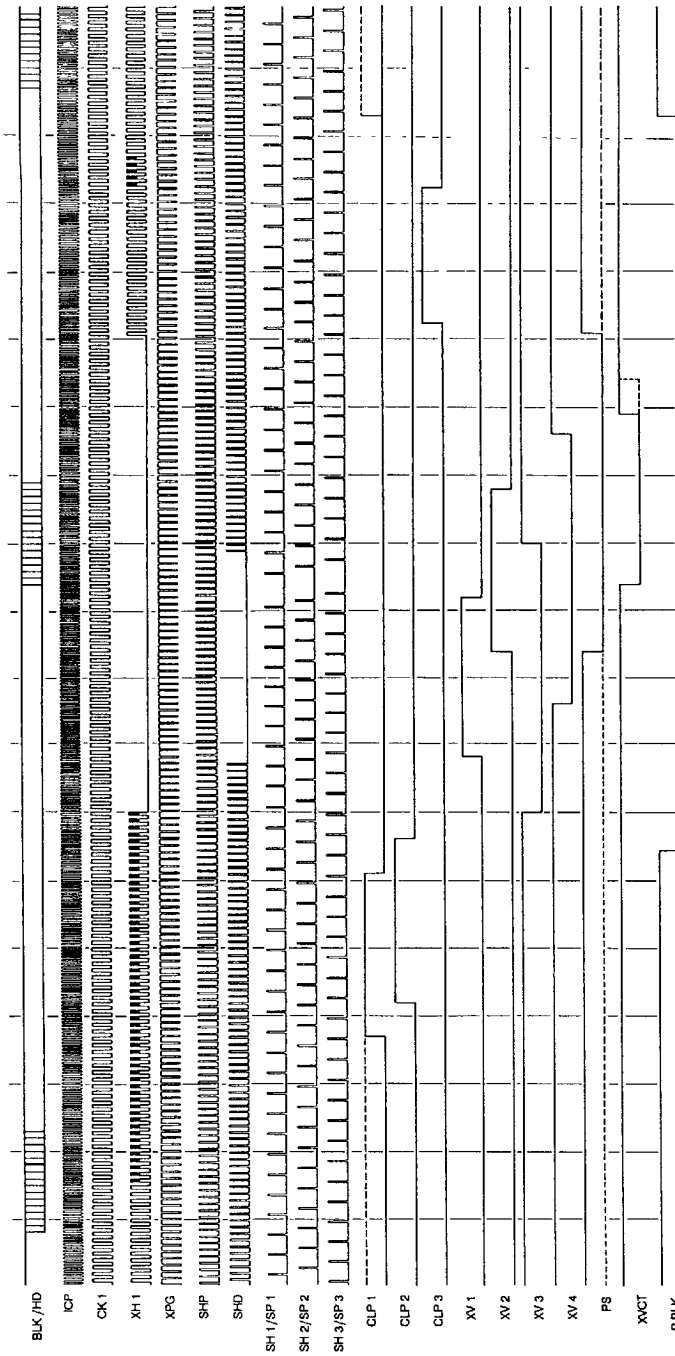 BLK /HD
ICP
CK 1
XH 1
XPG
SHP
SHD
SH 1/SP 1
SH 2/SP 2
SH 3/SP 3
CLP 1
CLP 2
CLP 3
XV 1
XV 2
XV 3
XV 4
PS
XVCT